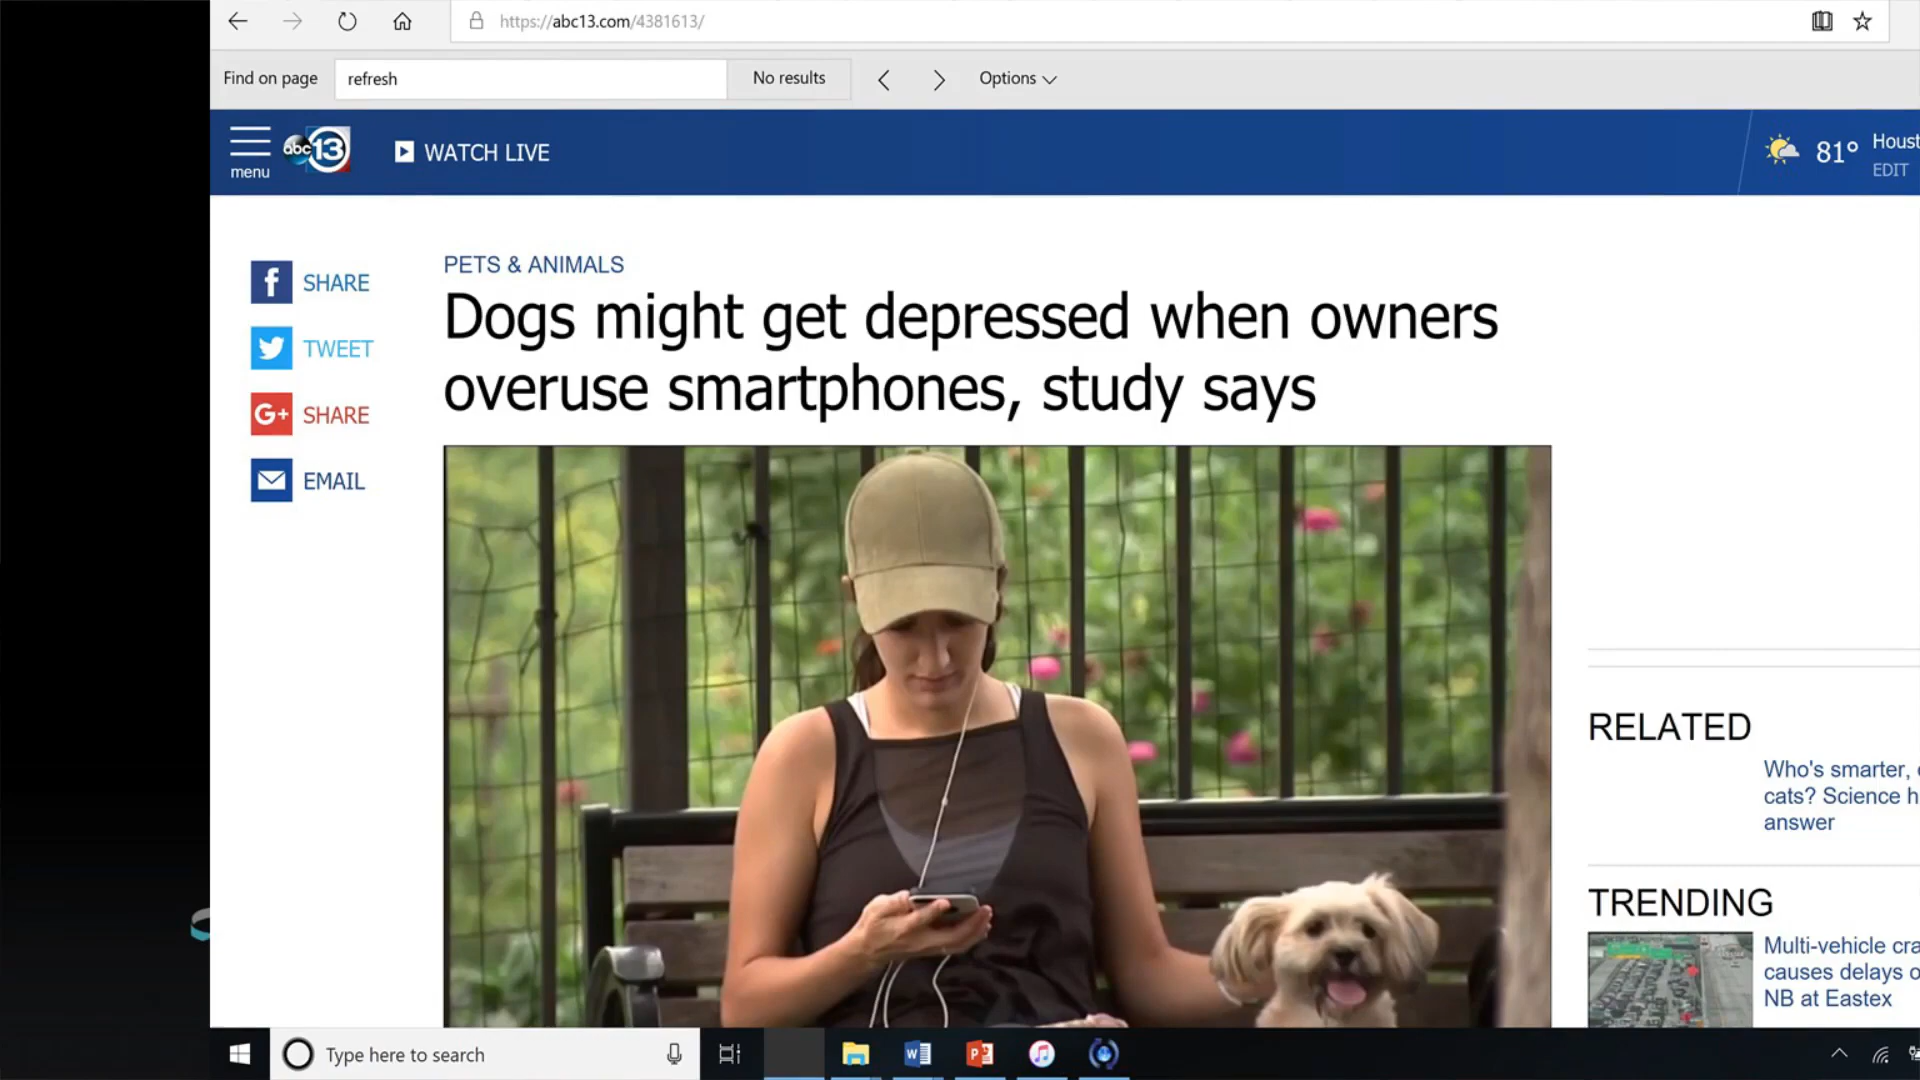 https://abc13.com/4381613/
Find on page
refresh
No results
Options
menu
abc 13
WATCH LIVE
81°
Houst
EDIT
SHARE
TWEET
G+ SHARE
EMAIL
PETS & ANIMALS
Dogs might get depressed when owners
overuse smartphones, study says
RELATED
Who's smarter,
cats? Science h
answer
TRENDING
Multi-vehicle cra
causes delays o
NB at Eastex
Type here to search